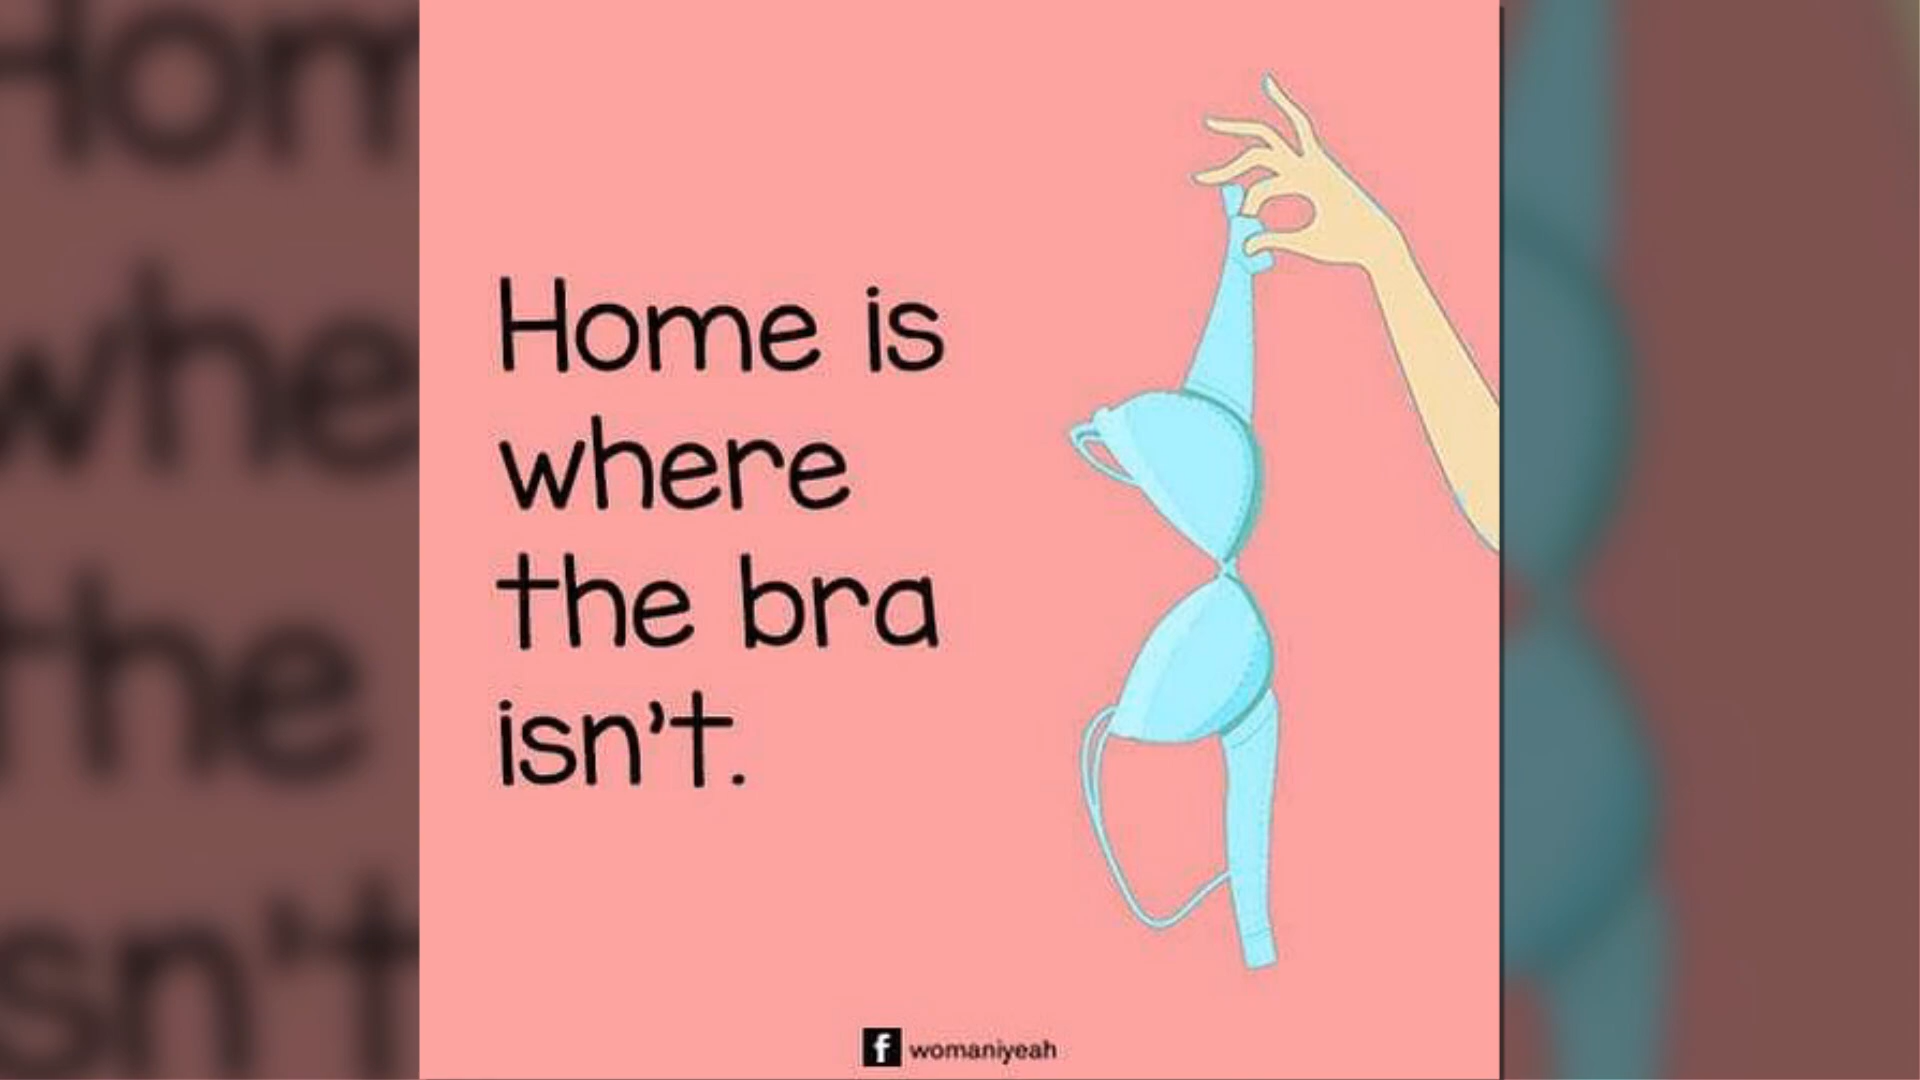 Home is
where
the bra
isn't.
f womaniyeah